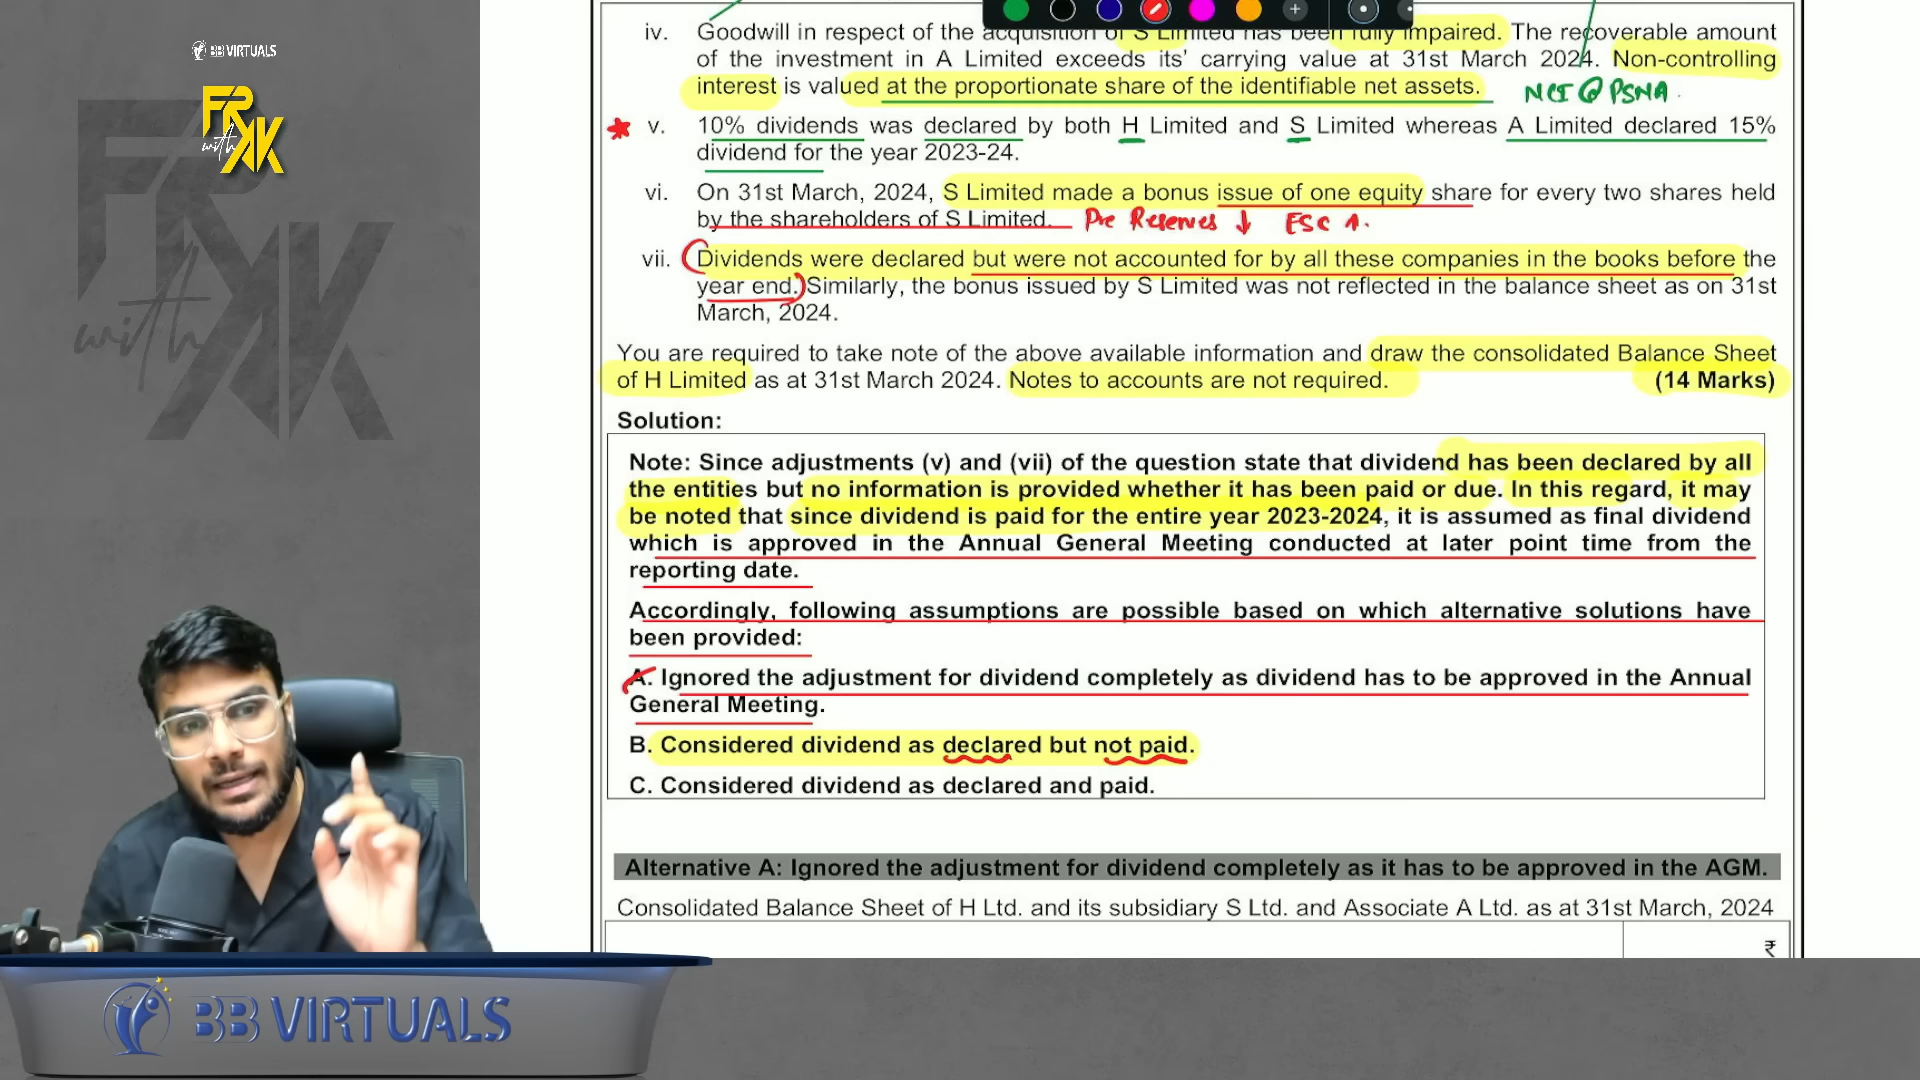 BB VIRTUALS
FR
with
AK
FR
with
AK
iv. Goodwill in respect of the acquisition of S Limited has been fully impaired. The recoverable amount
of the investment in A Limited exceeds its' carrying value at 31st March 2024. Non-controlling
interest is valued at the proportionate share of the identifiable net assets. NCI @ PSNA
v. 10% dividends was declared by both H Limited and S Limited whereas A Limited declared 15%
dividend for the year 2023-24.
vi. On 31st March, 2024, S Limited made a bonus issue of one equity share for every two shares held
by the shareholders of S Limited. Pre Reserves ↓ ESC ↑.
vii. Dividends were declared but were not accounted for by all these companies in the books before the
year end. Similarly, the bonus issued by S Limited was not reflected in the balance sheet as on 31st
March, 2024.
You are required to take note of the above available information and draw the consolidated Balance Sheet
of H Limited as at 31st March 2024. Notes to accounts are not required. (14 Marks)
Solution:
Note: Since adjustments (v) and (vii) of the question state that dividend has been declared by all
the entities but no information is provided whether it has been paid or due. In this regard, it may
be noted that since dividend is paid for the entire year 2023-2024, it is assumed as final dividend
which is approved in the Annual General Meeting conducted at later point time from the
reporting date.
Accordingly, following assumptions are possible based on which alternative solutions have
been provided:
A. Ignored the adjustment for dividend completely as dividend has to be approved in the Annual
General Meeting.
B. Considered dividend as declared but not paid.
C. Considered dividend as declared and paid.
Alternative A: Ignored the adjustment for dividend completely as it has to be approved in the AGM.
Consolidated Balance Sheet of H Ltd. and its subsidiary S Ltd. and Associate A Ltd. as at 31st March, 2024
₹
BB VIRTUALS